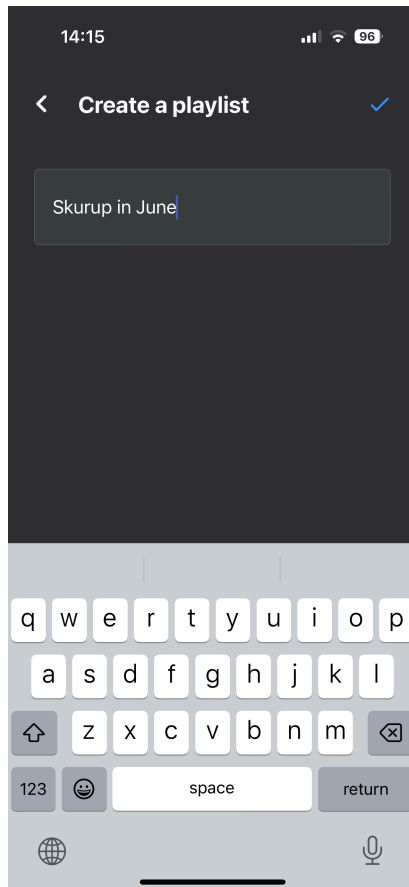 14:15
96
Create a playlist
Skurup in June
q w e r t y u i o p
a s d f g h j k l
z x c v b n m
123 space return